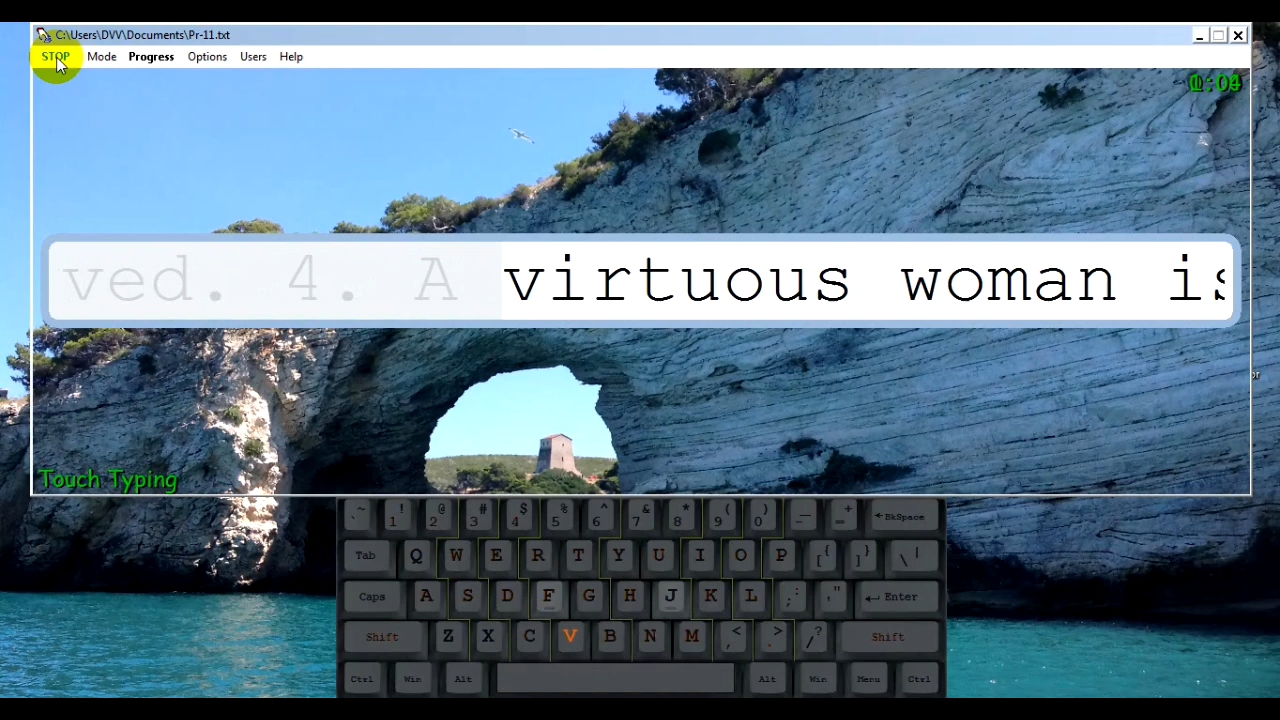 C:\Users\DVV\Documents\Pr-11.txt
STOP Mode Progress Options Users Help
ved. 4. A virtuous woman is
Touch Typing
` ~ 1 ! 2 @ 3 # 4 $ 5 % 6 ^ 7 & 8 * 9 ( 0 ) - _ = + BkSpace
Tab Q W E R T Y U I O P [ { ] } \ |
Caps A S D F G H J K L ; : ' " Enter
Shift Z X C V B N M , < . > / ? Shift
Ctrl Win Alt Alt Win Menu Ctrl